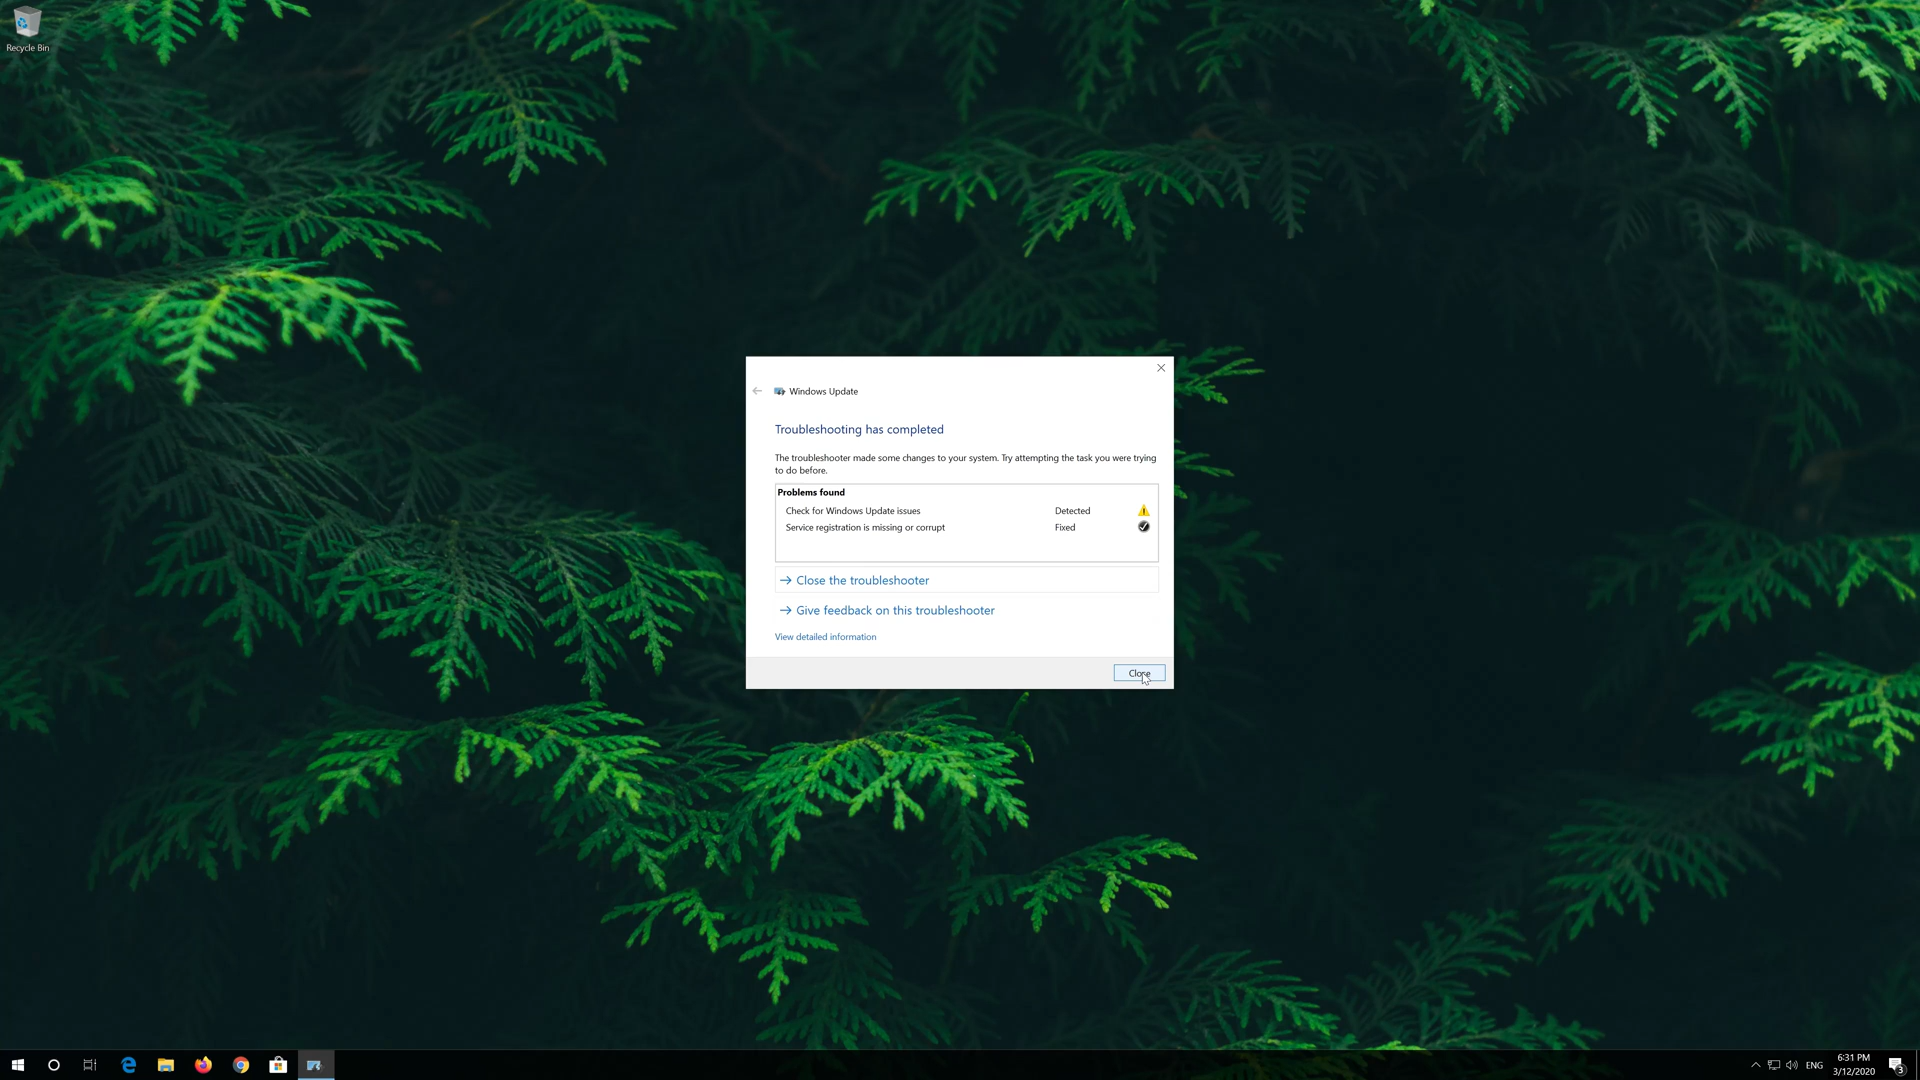 Recycle Bin
Windows Update
Troubleshooting has completed
The troubleshooter made some changes to your system. Try attempting the task you were trying
to do before.
Problems found
Check for Windows Update issues Detected
Service registration is missing or corrupt Fixed
Close the troubleshooter
Give feedback on this troubleshooter
View detailed information
Close
ENG
6:31 PM
3/12/2020
3